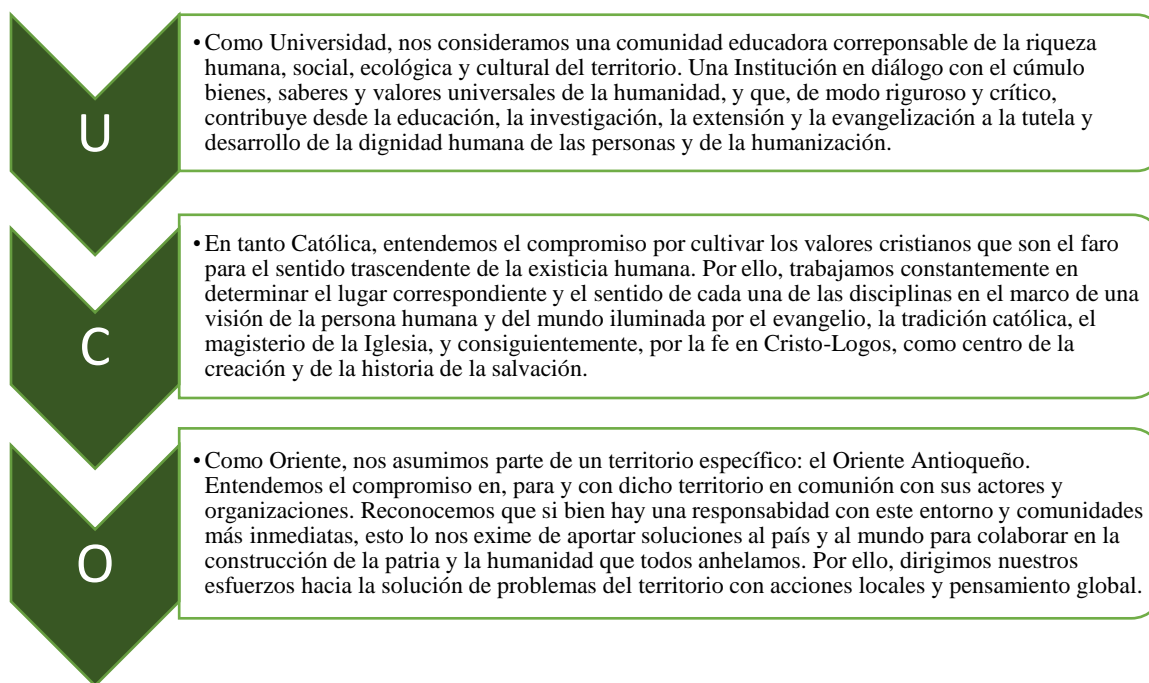 U
•Como Universidad, nos consideramos una comunidad educadora correponsable de la riqueza
humana, social, ecológica y cultural del territorio. Una Institución en diálogo con el cúmulo
bienes, saberes y valores universales de la humanidad, y que, de modo riguroso y crítico,
contribuye desde la educación, la investigación, la extensión y la evangelización a la tutela y
desarrollo de la dignidad humana de las personas y de la humanización.
C
•En tanto Católica, entendemos el compromiso por cultivar los valores cristianos que son el faro
para el sentido trascendente de la existicia humana. Por ello, trabajamos constantemente en
determinar el lugar correspondiente y el sentido de cada una de las disciplinas en el marco de una
visión de la persona humana y del mundo iluminada por el evangelio, la tradición católica, el
magisterio de la Iglesia, y consiguientemente, por la fe en Cristo-Logos, como centro de la
creación y de la historia de la salvación.
O
•Como Oriente, nos asumimos parte de un territorio específico: el Oriente Antioqueño.
Entendemos el compromiso en, para y con dicho territorio en comunión con sus actores y
organizaciones. Reconocemos que si bien hay una responsabidad con este entorno y comunidades
más inmediatas, esto lo nos exime de aportar soluciones al país y al mundo para colaborar en la
construcción de la patria y la humanidad que todos anhelamos. Por ello, dirigimos nuestros
esfuerzos hacia la solución de problemas del territorio con acciones locales y pensamiento global.